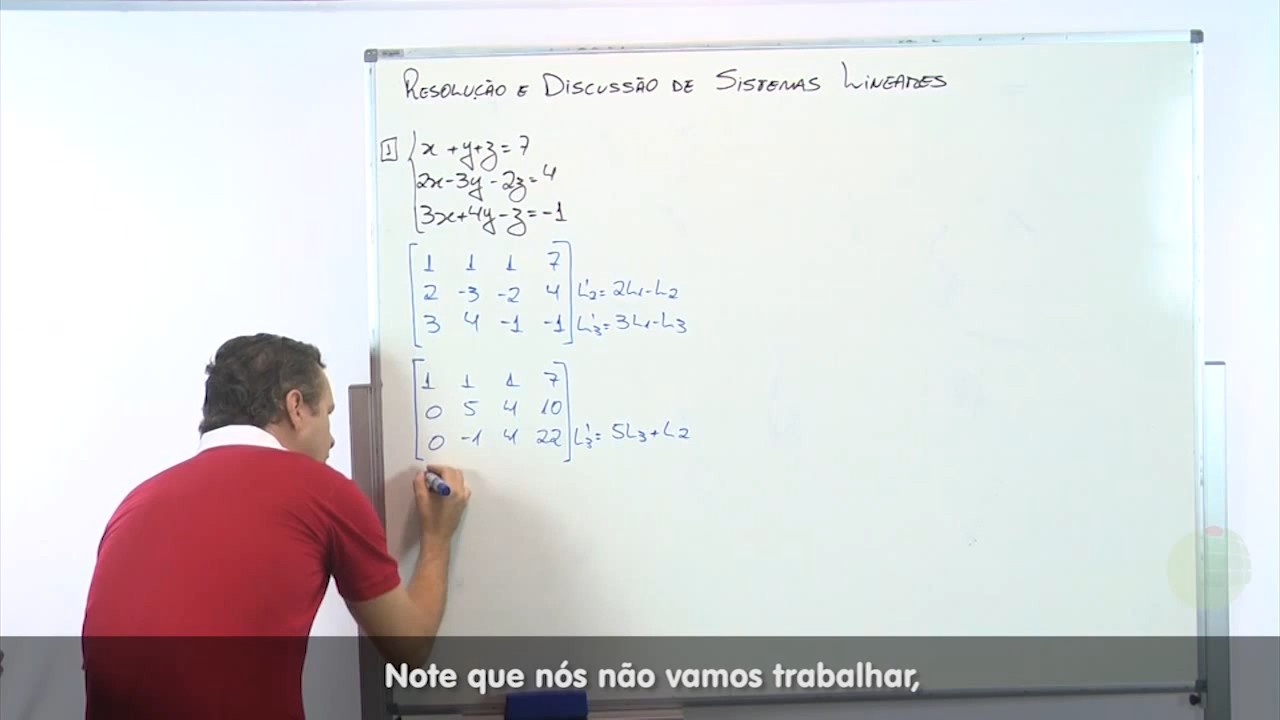 RESOLUÇÃO E DISCUSSÃO DE SISTEMAS LINEARES
1 x + y + z = 7
2x - 3y - 2z = 4
3x + 4y - z = -1
1 1 1 7
2 -3 -2 4 L'2 = 2L1 - L2
3 4 -1 -1 L'3 = 3L1 - L3
1 1 1 7
0 5 4 10
0 -1 4 22 L'3 = 5L3 + L2
Note que nós não vamos trabalhar,